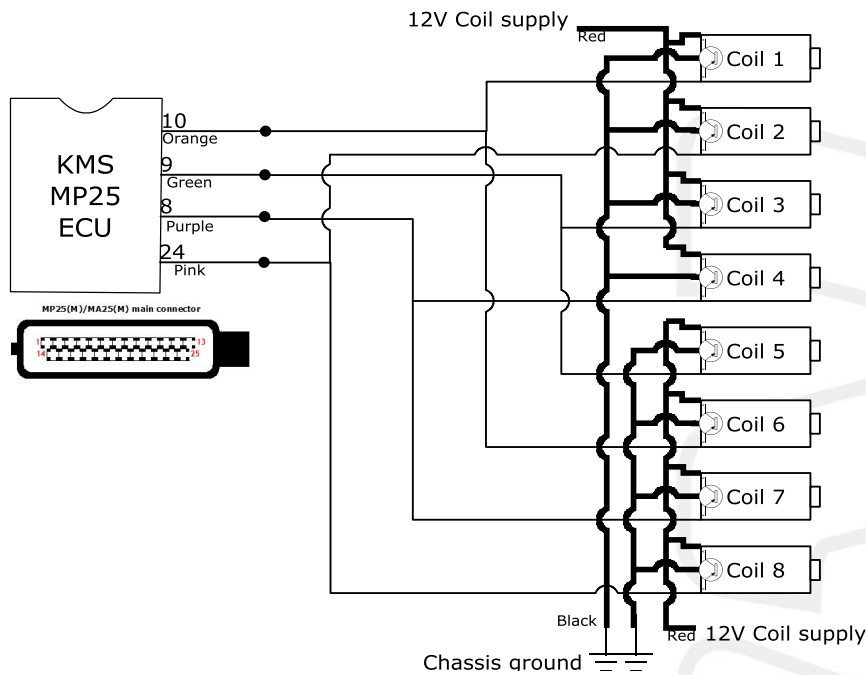 12V Coil supply
Red
Coil 1
Coil 2
Coil 3
Coil 4
Coil 5
Coil 6
Coil 7
Coil 8
KMS
MP25
ECU
10
Orange
9
Green
8
Purple
24
Pink
MP25(M)/MA25(M) main connector
1
13
14
25
Black
Red
12V Coil supply
Chassis ground